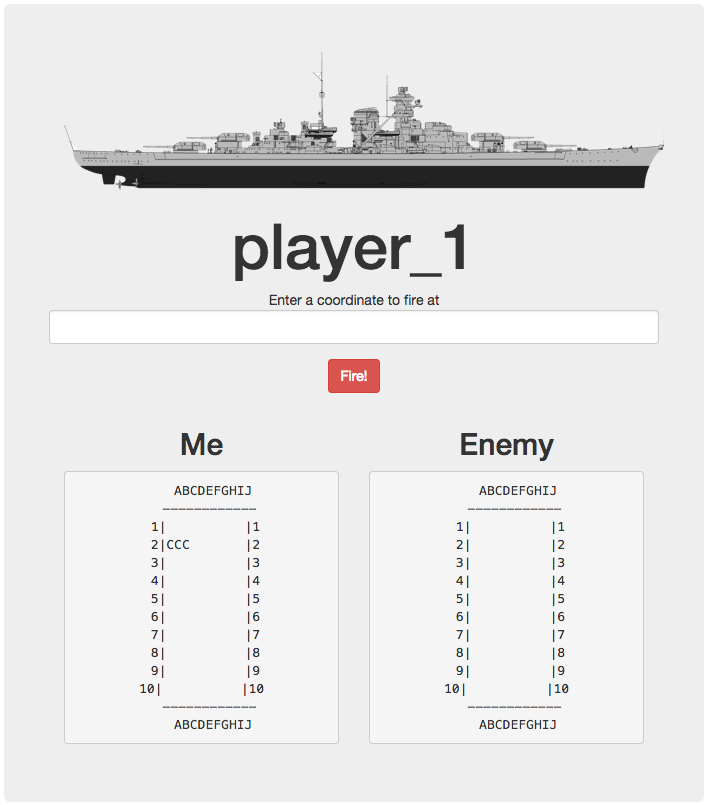 player_1
Enter a coordinate to fire at
Fire!
Me
ABCDEFGHIJ
------------
1|          |1
2|CCC       |2
3|          |3
4|          |4
5|          |5
6|          |6
7|          |7
8|          |8
9|          |9
10|          |10
------------
ABCDEFGHIJ
Enemy
ABCDEFGHIJ
------------
1|          |1
2|          |2
3|          |3
4|          |4
5|          |5
6|          |6
7|          |7
8|          |8
9|          |9
10|          |10
------------
ABCDEFGHIJ